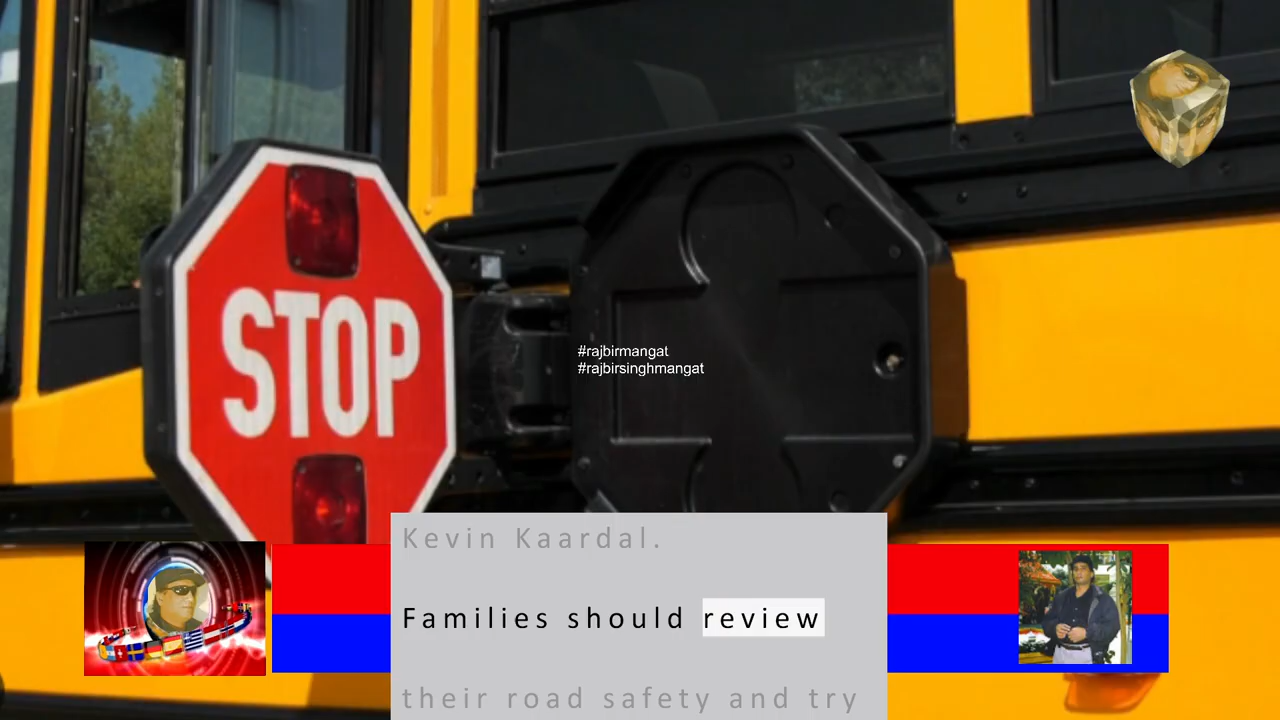 STOP
#rajbirmangat
#rajbirsinghmangat
Kevin Kaardal.
Families should review
their road safety and try